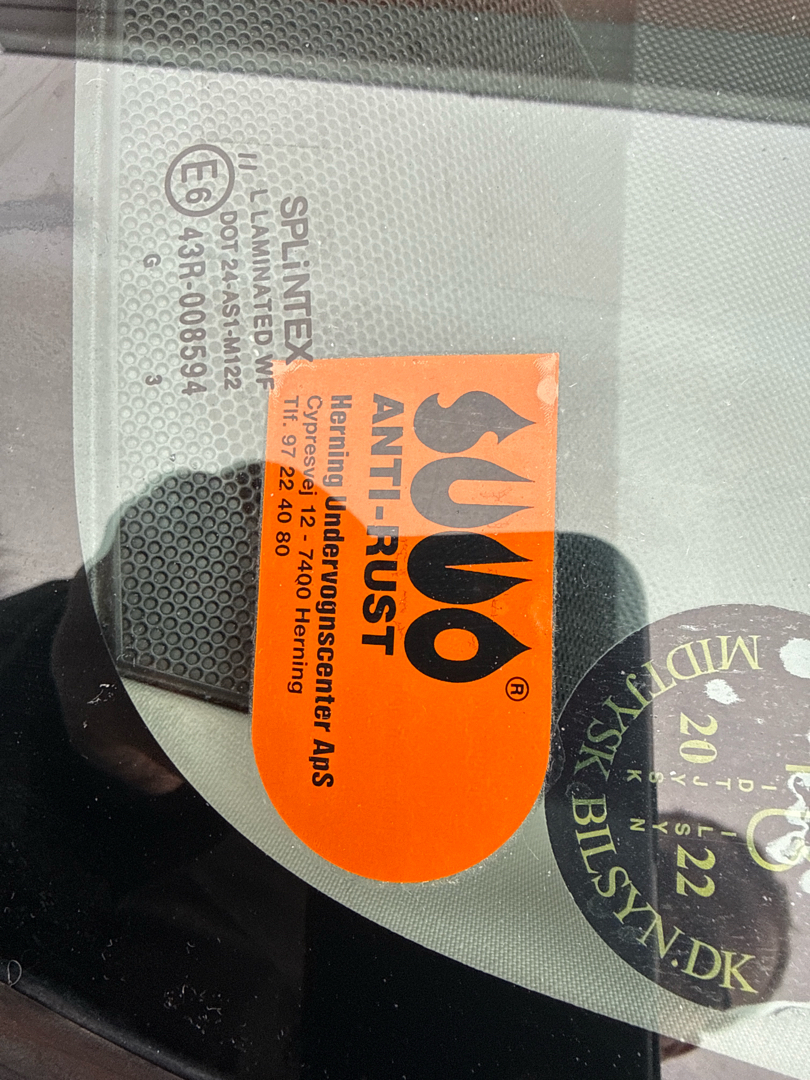 SPLiNTEX
L LAMINATED WF
DOT 24-AS1-M122
E6 43R-008594
G 3
SUVO®
ANTI-RUST
Herning Undervognscenter ApS
Cypresvej 12 - 7400 Herning
Tlf. 97 22 40 80
MIDTJYSK BILSYN.DK
20 22